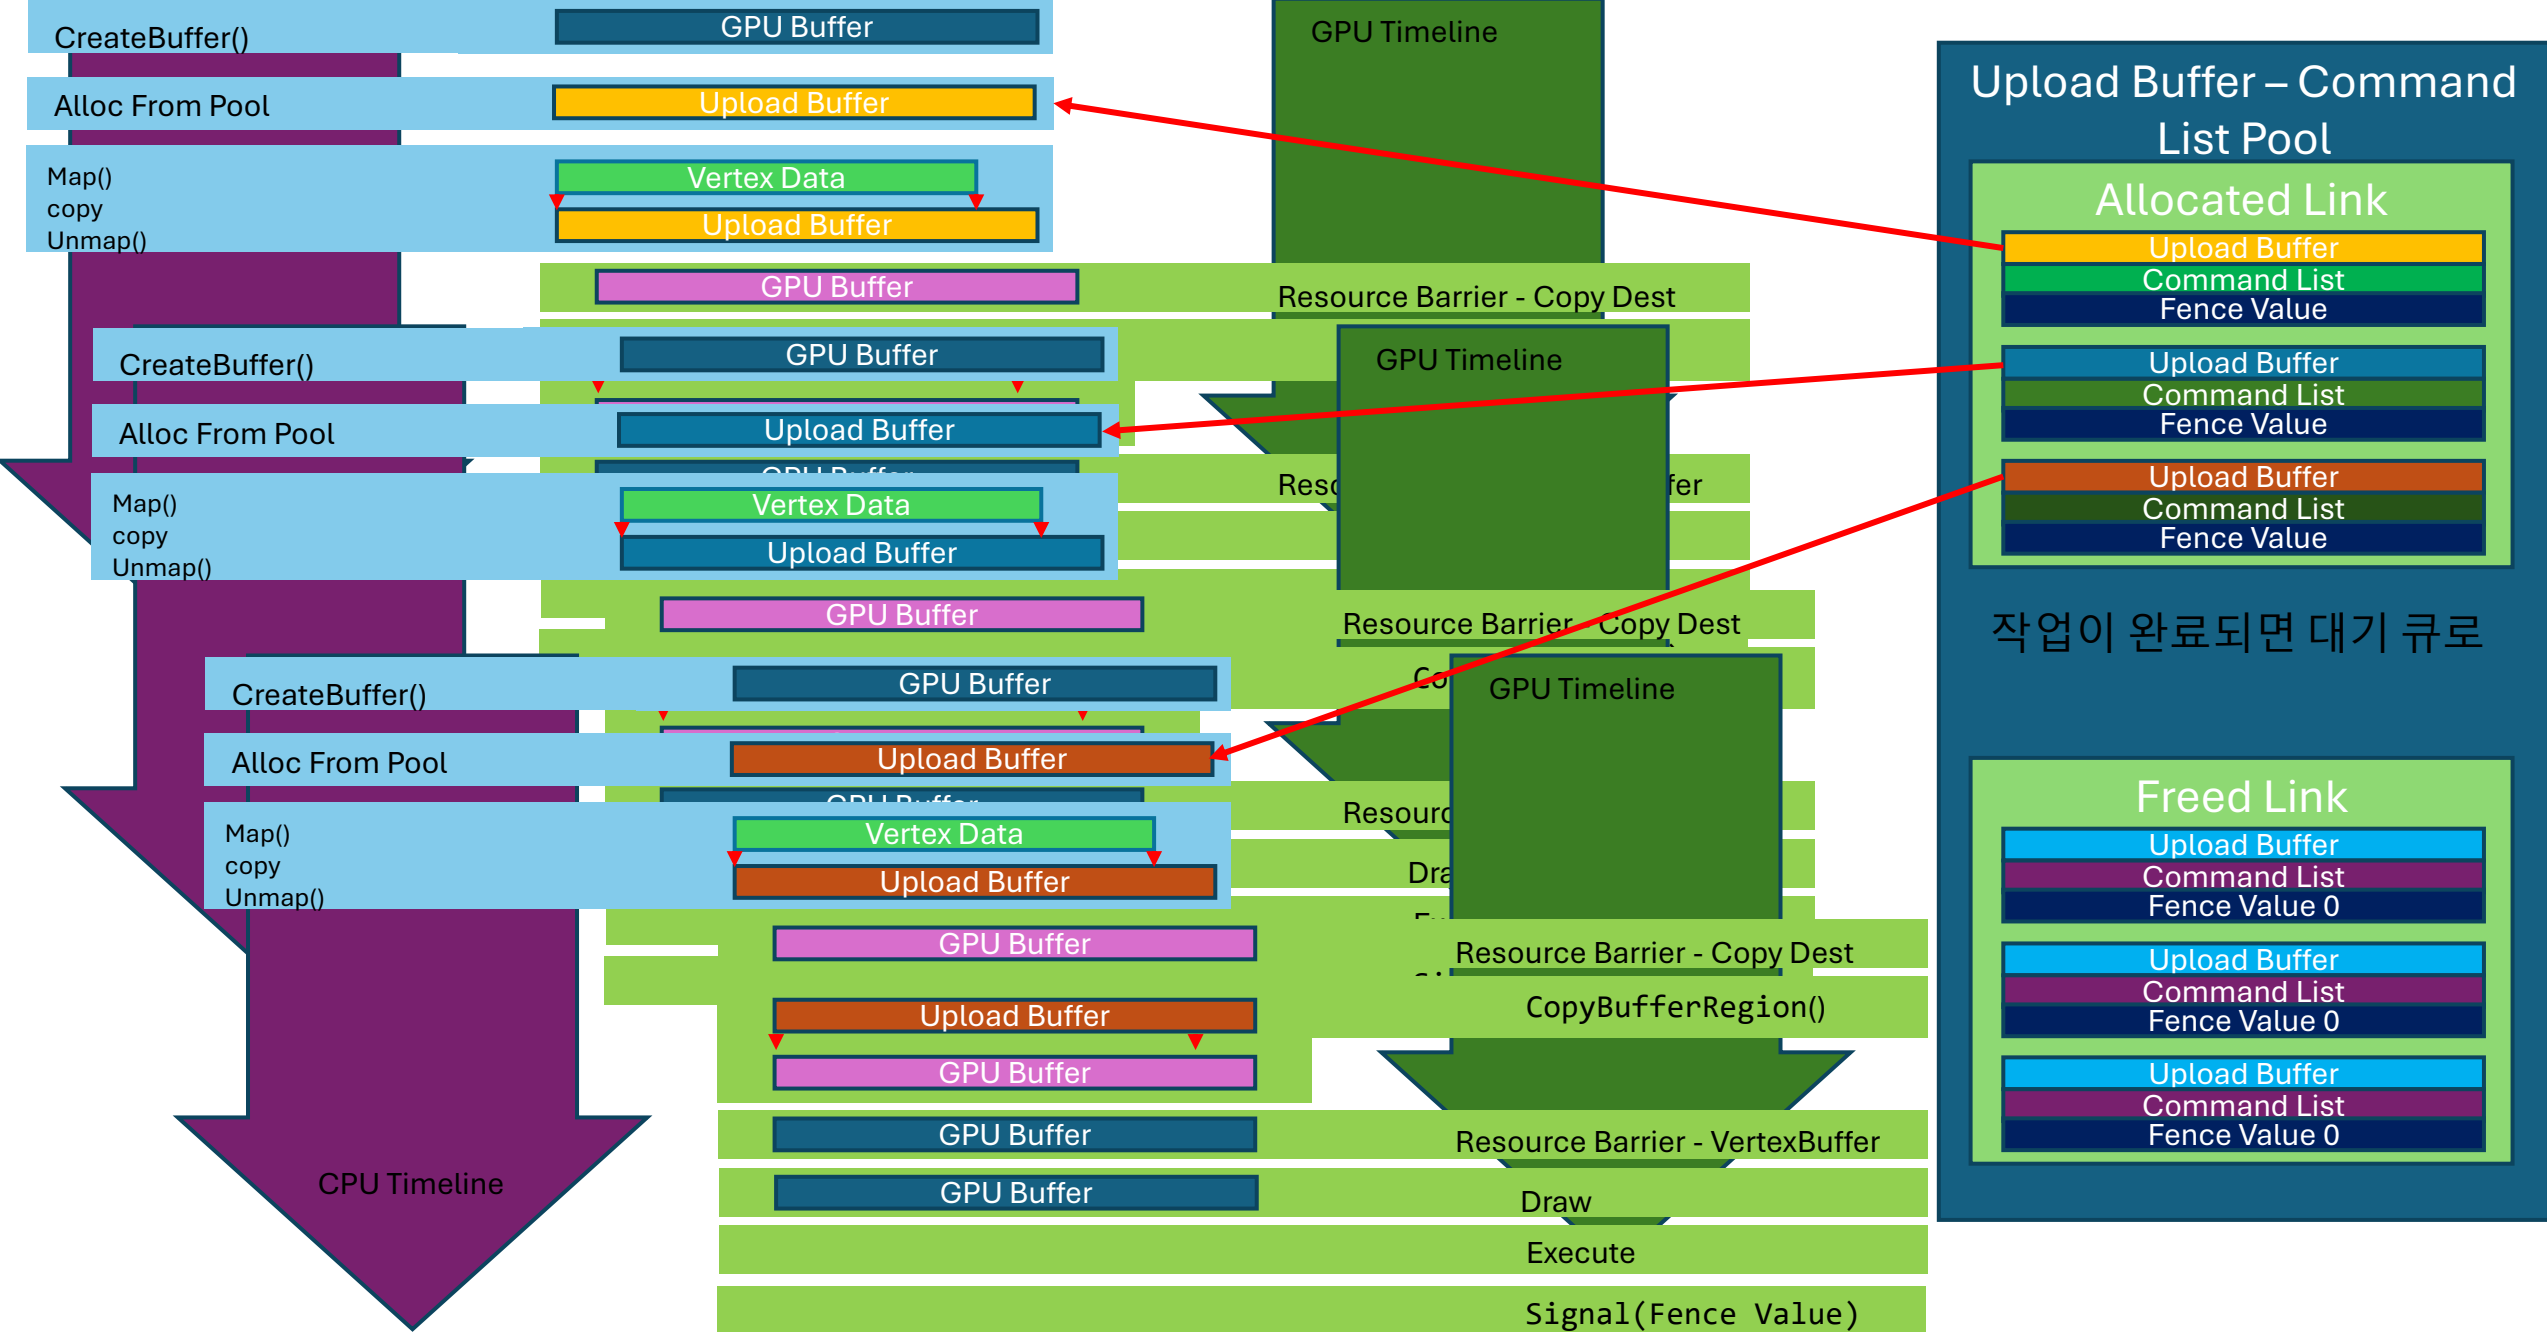 CreateBuffer()
GPU Buffer
GPU Timeline
Alloc From Pool
Upload Buffer
Map()
copy
Unmap()
Vertex Data
Upload Buffer
GPU Buffer
Resource Barrier - Copy Dest
CreateBuffer()
GPU Buffer
GPU Timeline
Alloc From Pool
Upload Buffer
GPU Buffer
Map()
copy
Unmap()
Vertex Data
Upload Buffer
GPU Buffer
Resource Barrier - Copy Dest
CreateBuffer()
GPU Buffer
GPU Timeline
Alloc From Pool
Upload Buffer
GPU Buffer
Map()
copy
Unmap()
Vertex Data
Upload Buffer
GPU Buffer
Resource Barrier - Copy Dest
Upload Buffer
CopyBufferRegion()
GPU Buffer
GPU Buffer
Resource Barrier - VertexBuffer
CPU Timeline
GPU Buffer
Draw
Execute
Signal(Fence Value)
Upload Buffer – Command
List Pool
Allocated Link
Upload Buffer
Command List
Fence Value
Upload Buffer
Command List
Fence Value
Upload Buffer
Command List
Fence Value
작업이 완료되면 대기 큐로
Freed Link
Upload Buffer
Command List
Fence Value 0
Upload Buffer
Command List
Fence Value 0
Upload Buffer
Command List
Fence Value 0